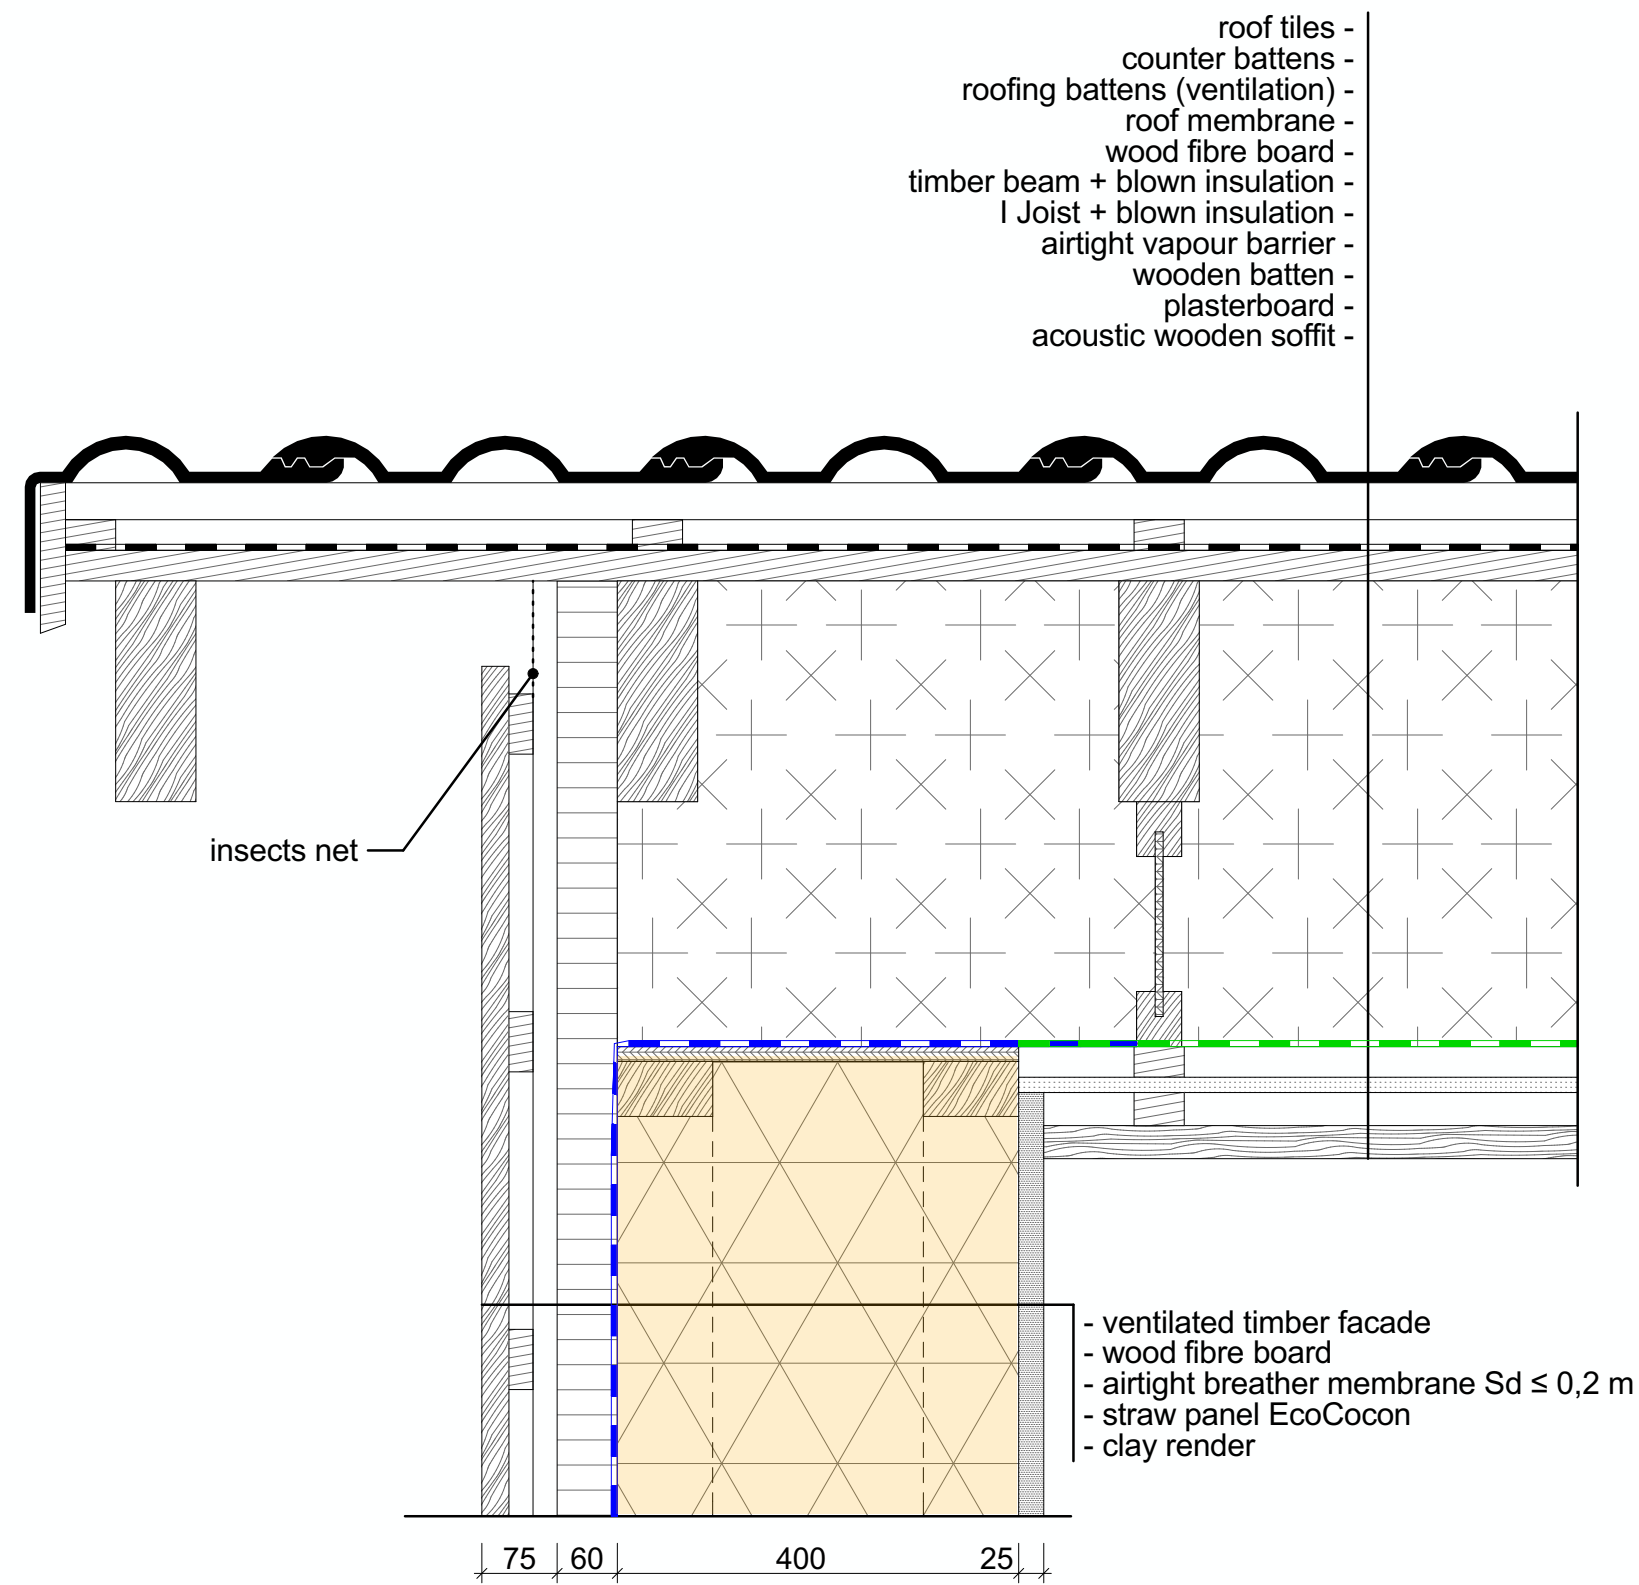 roof tiles -
counter battens -
roofing battens (ventilation) -
roof membrane -
wood fibre board -
timber beam + blown insulation -
I Joist + blown insulation -
airtight vapour barrier -
wooden batten -
plasterboard -
acoustic wooden soffit -
insects net
- ventilated timber facade
- wood fibre board
- airtight breather membrane Sd ≤ 0,2 m
- straw panel EcoCocon
- clay render
75 60 400 25